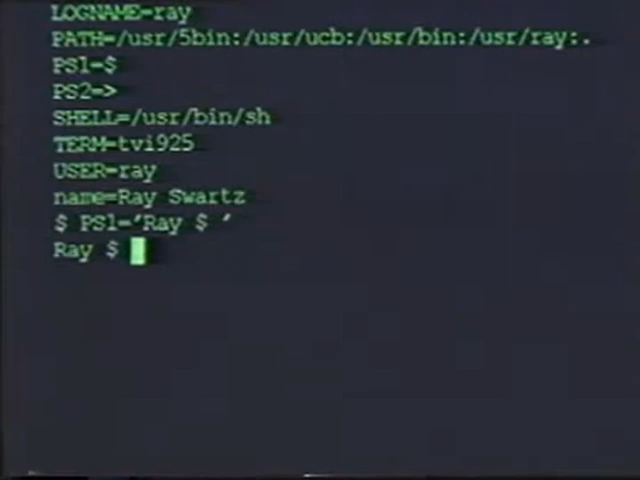 LOGNAME=ray
PATH=/usr/5bin:/usr/ucb:/usr/bin:/usr/ray:.
PS1=$
PS2=>
SHELL=/usr/bin/sh
TERM=tvi925
USER=ray
name=Ray Swartz
$ PS1='Ray $ '
Ray $